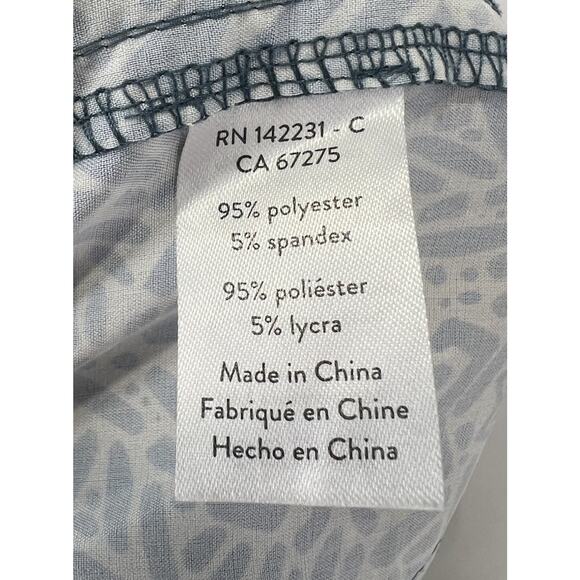 RN 142231 - C
CA 67275
95% polyester
5% spandex
95% poliéster
5% lycra
Made in China
Fabriqué en Chine
Hecho en China